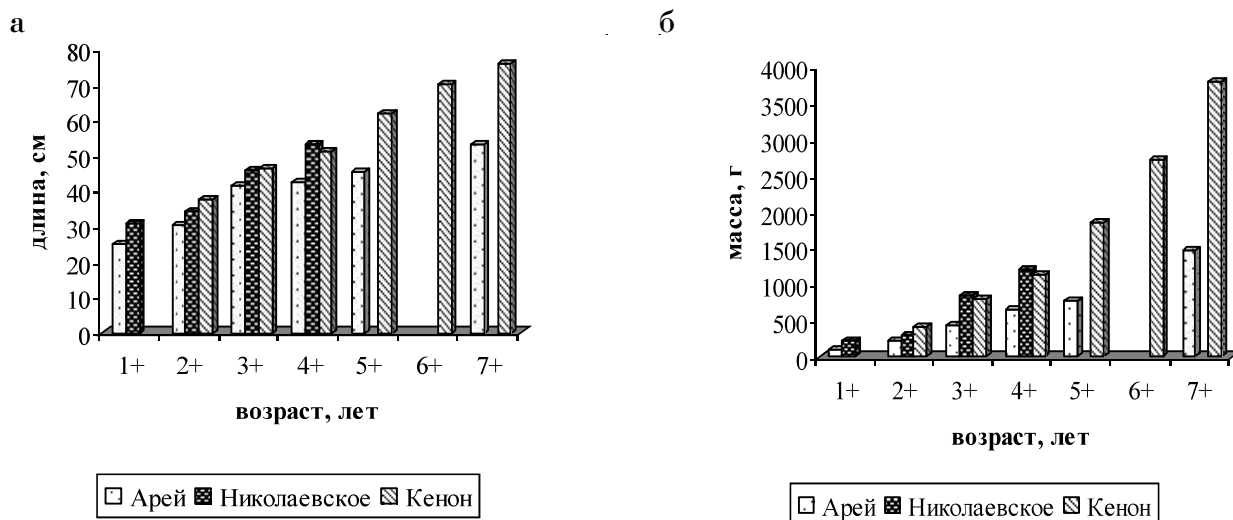 а
80
70
60
50
40
30
20
10
0
длина, см
1+ 2+ 3+ 4+ 5+ 6+ 7+
возраст, лет
Арей Николаевское Кенон
б
4000
3500
3000
2500
2000
1500
1000
500
0
масса, г
1+ 2+ 3+ 4+ 5+ 6+ 7+
возраст, лет
Арей Николаевское Кенон